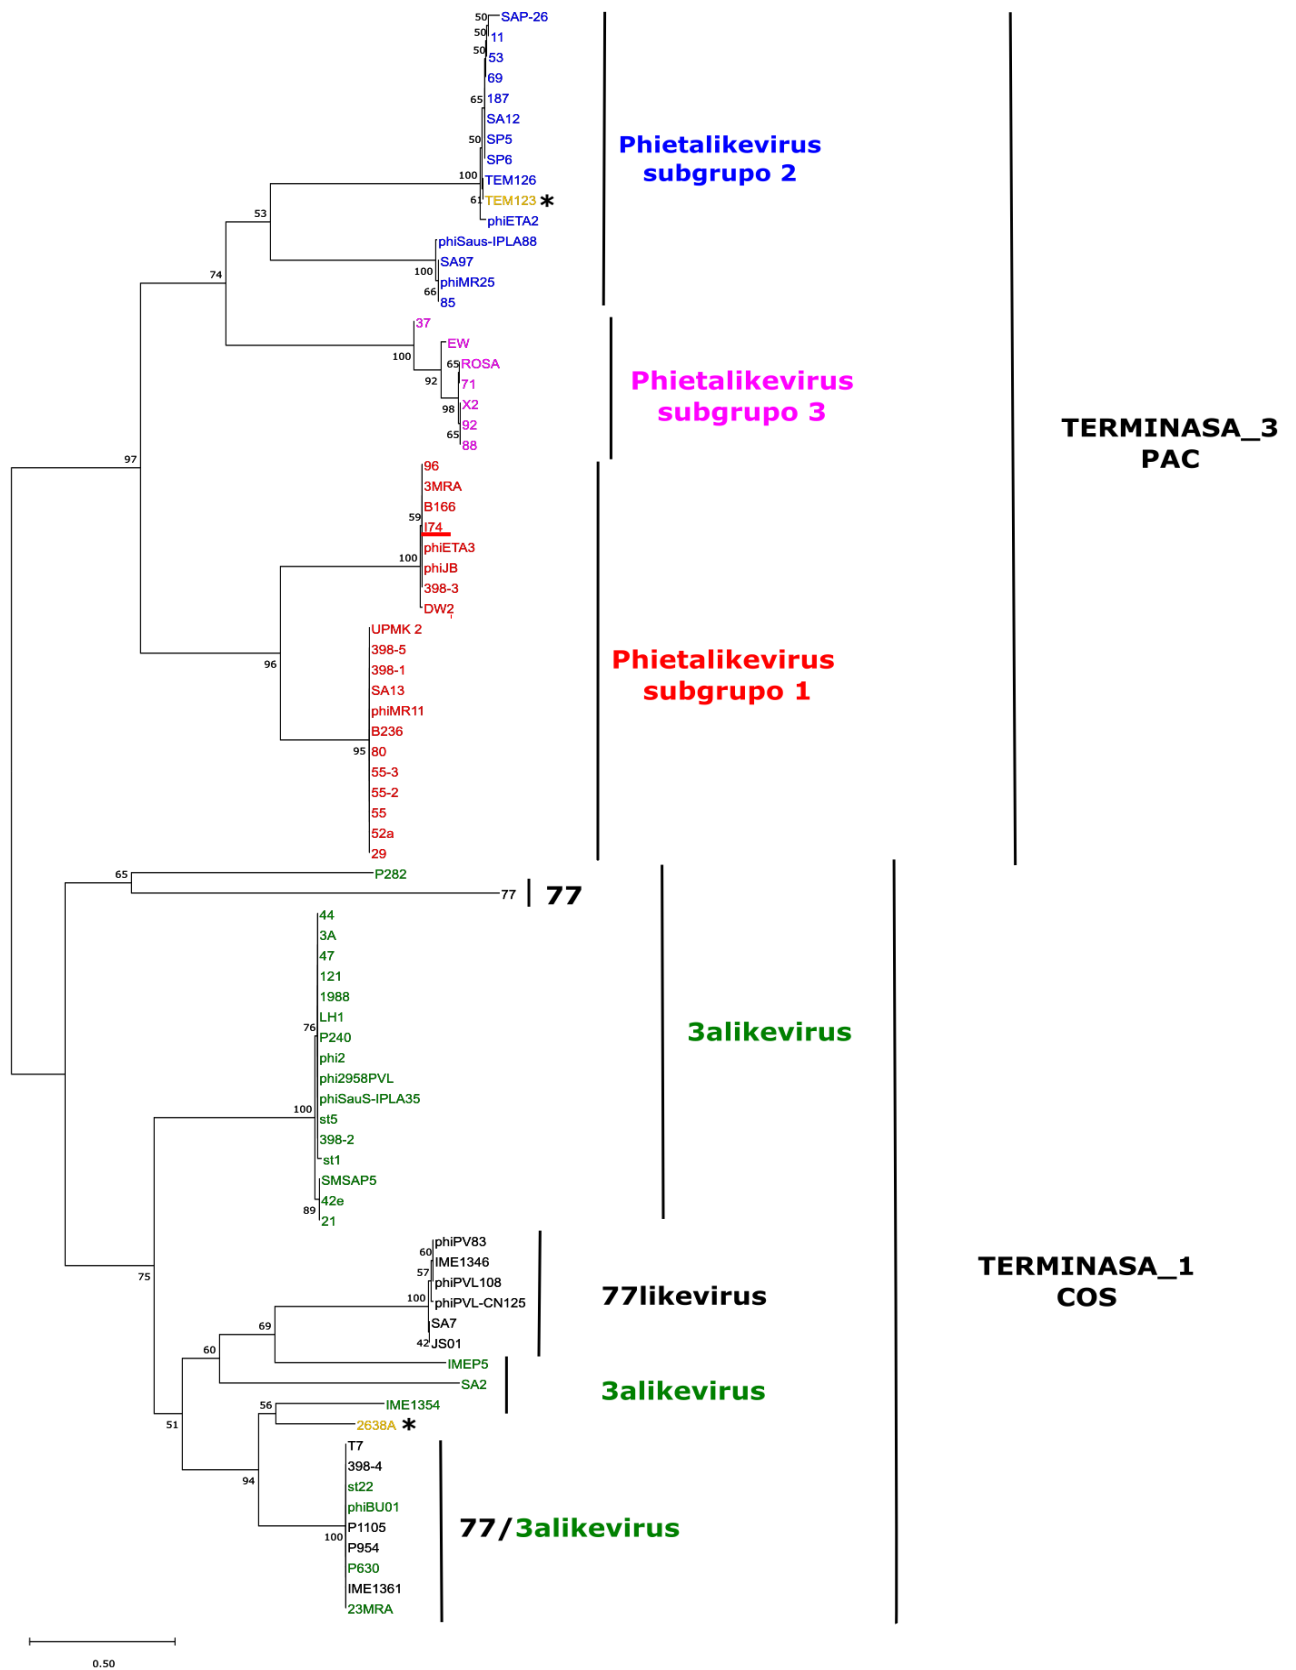 50
SAP-26
50
11
50
53
69
65
187
SA12
50
SP5
SP6
100
TEM126
61
TEM123 *
phiETA2
Phietalikevirus
subgrupo 2
53
phiSaus-IPLA88
SA97
100
phiMR25
66
85
74
37
EW
100
65
ROSA
92
71
X2
98
92
65
88
Phietalikevirus
subgrupo 3
TERMINASA_3
PAC
97
96
3MRA
B166
59
I74
phiETA3
100
phiJB
398-3
DW2
UPMK 2
96
398-5
398-1
SA13
phiMR11
B236
95
80
55-3
55-2
55
52a
29
Phietalikevirus
subgrupo 1
65
P282
77
77
44
3A
47
121
1988
LH1
76
P240
phi2
phi2958PVL
phiSauS-IPLA35
100
st5
398-2
st1
SMSAP5
42e
89
21
3alikevirus
75
phiPV83
60
IME1346
57
phiPVL108
100
phiPVL-CN125
SA7
42
JS01
77likevirus
TERMINASA_1
COS
69
60
IMEP5
SA2
3alikevirus
51
56
IME1354
2638A *
94
T7
398-4
st22
phiBU01
100
P1105
P954
P630
IME1361
23MRA
77/3alikevirus
0.50